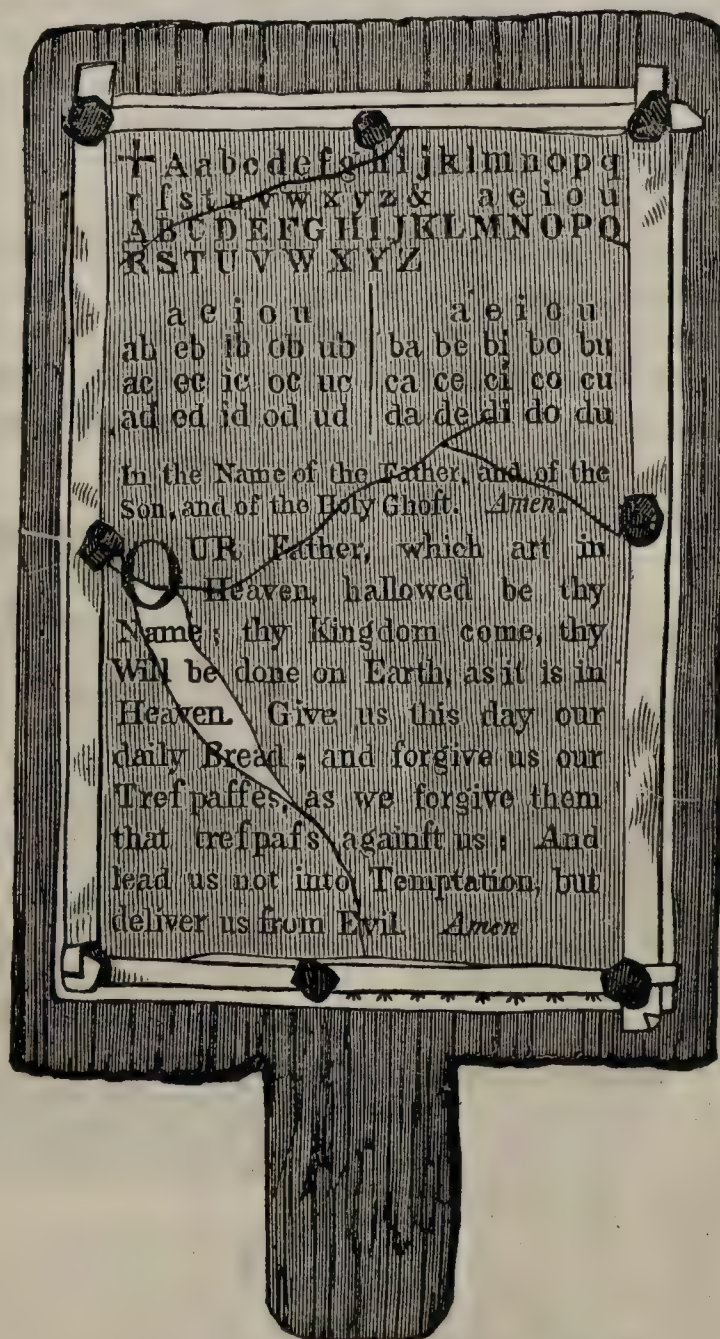 ✝ A a b c d e f g h i j k l m n o p q
r ſ s t u v w x y z & a e i o u
A B C D E F G H I J K L M N O P Q
R S T U V W X Y Z
a e i o u a e i o u
ab eb ib ob ub ba be bi bo bu
ac ec ic oc uc ca ce ci co cu
ad ed id od ud da de di do du
In the Name of the Father, and of the
Son, and of the Holy Ghoſt. Amen.
OUR Father, which art in
Heaven, hallowed be thy
Name; thy Kingdom come, thy
Will be done on Earth, as it is in
Heaven. Give us this day our
daily Bread; and forgive us our
Treſpaſſes, as we forgive them
that treſpaſs againſt us: And
lead us not into Temptation, but
deliver us from Evil. Amen